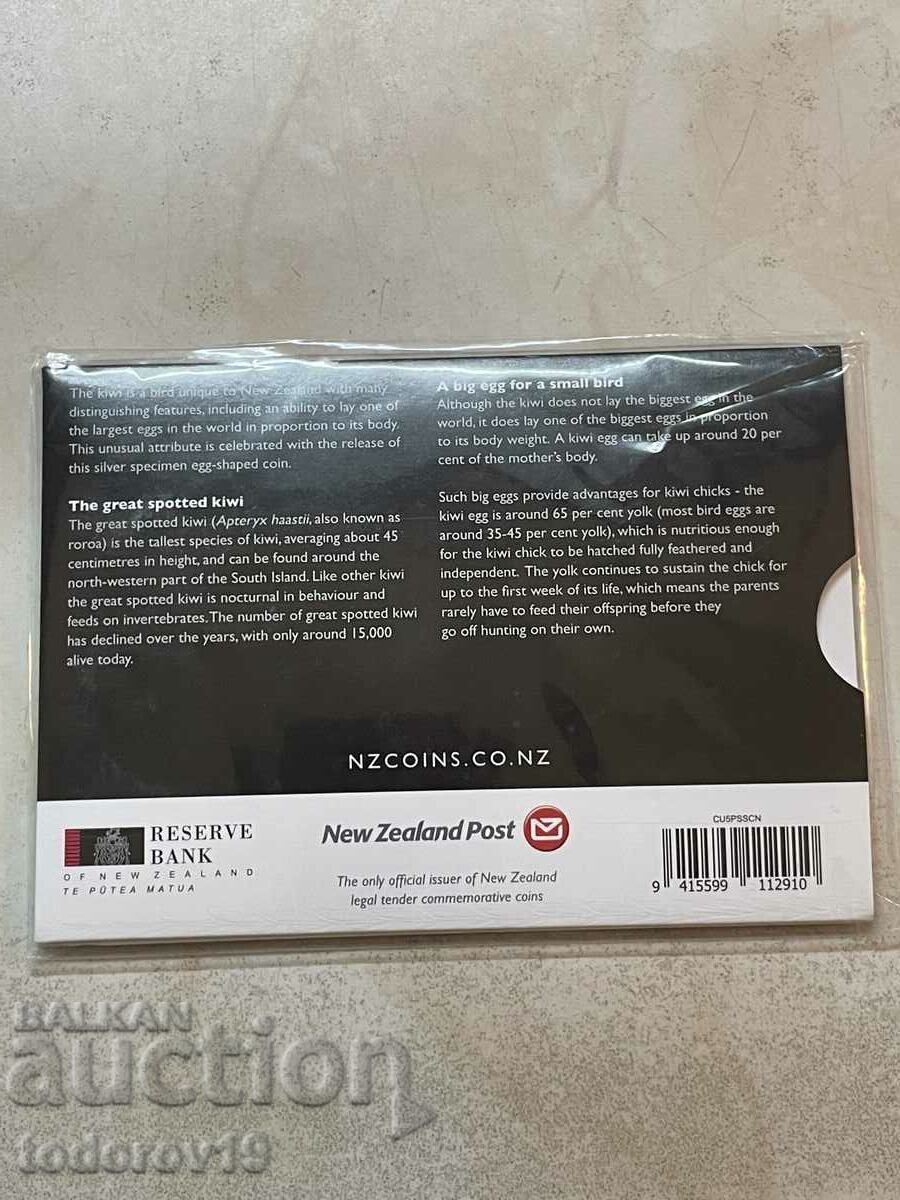 The kiwi is a bird unique to New Zealand with many
distinguishing features, including an ability to lay one of
the largest eggs in the world in proportion to its body.
This unusual attribute is celebrated with the release of
this silver specimen egg-shaped coin.
The great spotted kiwi
The great spotted kiwi (Apteryx haastii, also known as
roroa) is the tallest species of kiwi, averaging about 45
centimetres in height, and can be found around the
north-western part of the South Island. Like other kiwi
the great spotted kiwi is nocturnal in behaviour and
feeds on invertebrates. The number of great spotted kiwi
has declined over the years, with only around 15,000
alive today.
A big egg for a small bird
Although the kiwi does not lay the biggest egg in the
world, it does lay one of the biggest eggs in proportion
to its body weight. A kiwi egg can take up around 20 per
cent of the mother's body.
Such big eggs provide advantages for kiwi chicks - the
kiwi egg is around 65 per cent yolk (most bird eggs are
around 35-45 per cent yolk), which is nutritious enough
for the kiwi chick to be hatched fully feathered and
independent. The yolk continues to sustain the chick for
up to the first week of its life, which means the parents
rarely have to feed their offspring before they
go off hunting on their own.
NZCOINS.CO.NZ
RESERVE
BANK
OF NEW ZEALAND
TE PŪTEA MATUA
New Zealand Post
The only official issuer of New Zealand
legal tender commemorative coins
CU5PSSCN
9 415599 112910
BALKAN
auction
todorov19